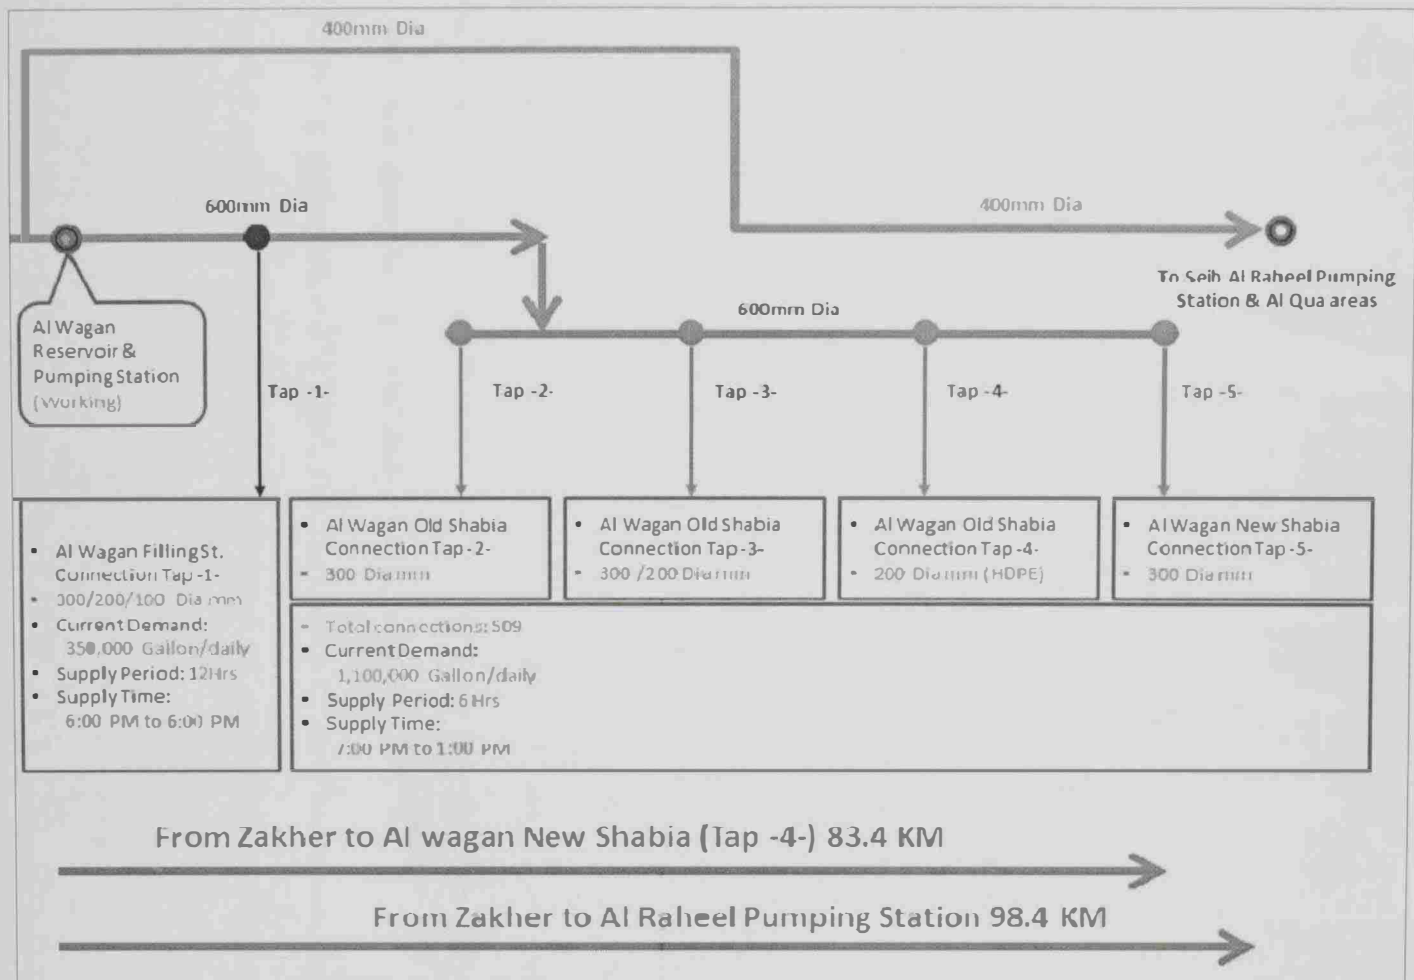 400mm Dia
600mm Dia
400mm Dia
To Seih Al Raheel Pumping
Station & Al Qua areas
Al Wagan
Reservoir &
Pumping Station
(Working)
600mm Dia
Tap -1-
Tap -2-
Tap -3-
Tap -4-
Tap -5-
• Al Wagan Filling St.
Connection Tap -1-
- 300/200/100 Dia mm
• Current Demand:
350,000 Gallon/daily
• Supply Period: 12Hrs
• Supply Time:
6:00 PM to 6:00 PM
• Al Wagan Old Shabia
Connection Tap -2-
- 300 Dia mm
• Al Wagan Old Shabia
Connection Tap -3-
- 300 /200 Dia mm
• Al Wagan Old Shabia
Connection Tap -4-
- 200 Dia mm (HDPE)
• Al Wagan New Shabia
Connection Tap -5-
- 300 Dia mm
- Total connections: 509
• Current Demand:
1,100,000 Gallon/daily
• Supply Period: 6 Hrs
• Supply Time:
7:00 PM to 1:00 PM
From Zakher to Al wagan New Shabia (Tap -4-) 83.4 KM
From Zakher to Al Raheel Pumping Station 98.4 KM